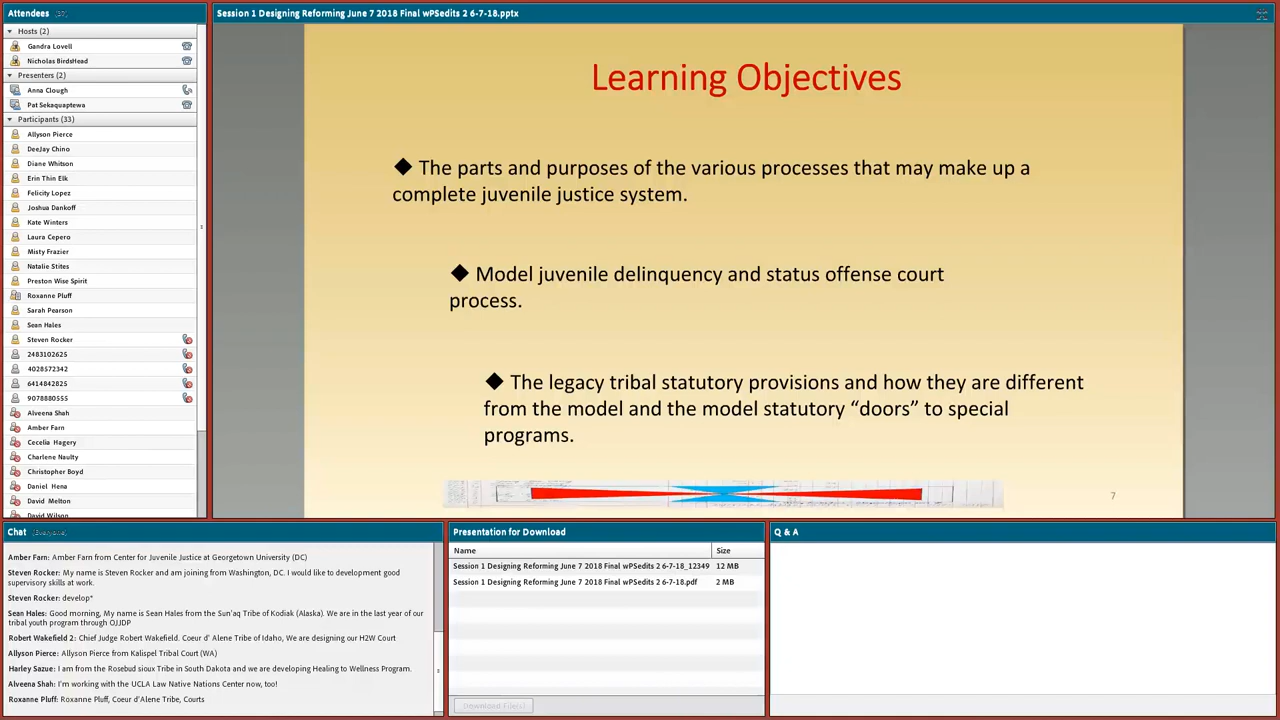 Attendees (37)
Session 1 Designing Reforming June 7 2018 Final wPSedits 2 6-7-18.pptx
Hosts (2)
Gandra Lovell
Nicholas BirdsHead
Presenters (2)
Anna Clough
Pat Sekaquaptewa
Participants (33)
Allyson Pierce
DeeJay Chino
Diane Whitson
Erin Thin Elk
Felicity Lopez
Joshua Dankoff
Kate Winters
Laura Cepero
Misty Frazier
Natalie Stites
Preston Wise Spirit
Roxanne Pluff
Sarah Pearson
Sean Hales
Steven Rocker
2483102625
4028572342
6414842825
9078880555
Alveena Shah
Amber Farn
Cecelia Hagery
Charlene Naulty
Christopher Boyd
Daniel Hena
David Melton
David Wilson
Learning Objectives
◆ The parts and purposes of the various processes that may make up a
complete juvenile justice system.
◆ Model juvenile delinquency and status offense court
process.
◆ The legacy tribal statutory provisions and how they are different
from the model and the model statutory “doors” to special
programs.
7
Chat (Everyone)
Amber Farn: Amber Farn from Center for Juvenile Justice at Georgetown University (DC)
Steven Rocker: My name is Steven Rocker and am joining from Washington, DC. I would like to development good
supervisory skills at work.
Steven Rocker: develop*
Sean Hales: Good morning, My name is Sean Hales from the Sun'aq Tribe of Kodiak (Alaska). We are in the last year of our
tribal youth program through OJJDP
Robert Wakefield 2: Chief Judge Robert Wakefield. Coeur d' Alene Tribe of Idaho, We are designing our H2W Court
Allyson Pierce: Allyson Pierce from Kalispel Tribal Court (WA)
Harley Sazue: I am from the Rosebud sioux Tribe in South Dakota and we are developing Healing to Wellness Program.
Alveena Shah: I'm working with the UCLA Law Native Nations Center now, too!
Roxanne Pluff: Roxanne Pluff, Coeur d'Alene Tribe, Courts
Presentation for Download
Name Size
Session 1 Designing Reforming June 7 2018 Final wPSedits 2 6-7-18_12349 12 MB
Session 1 Designing Reforming June 7 2018 Final wPSedits 2 6-7-18.pdf 2 MB
Download File(s)
Q & A